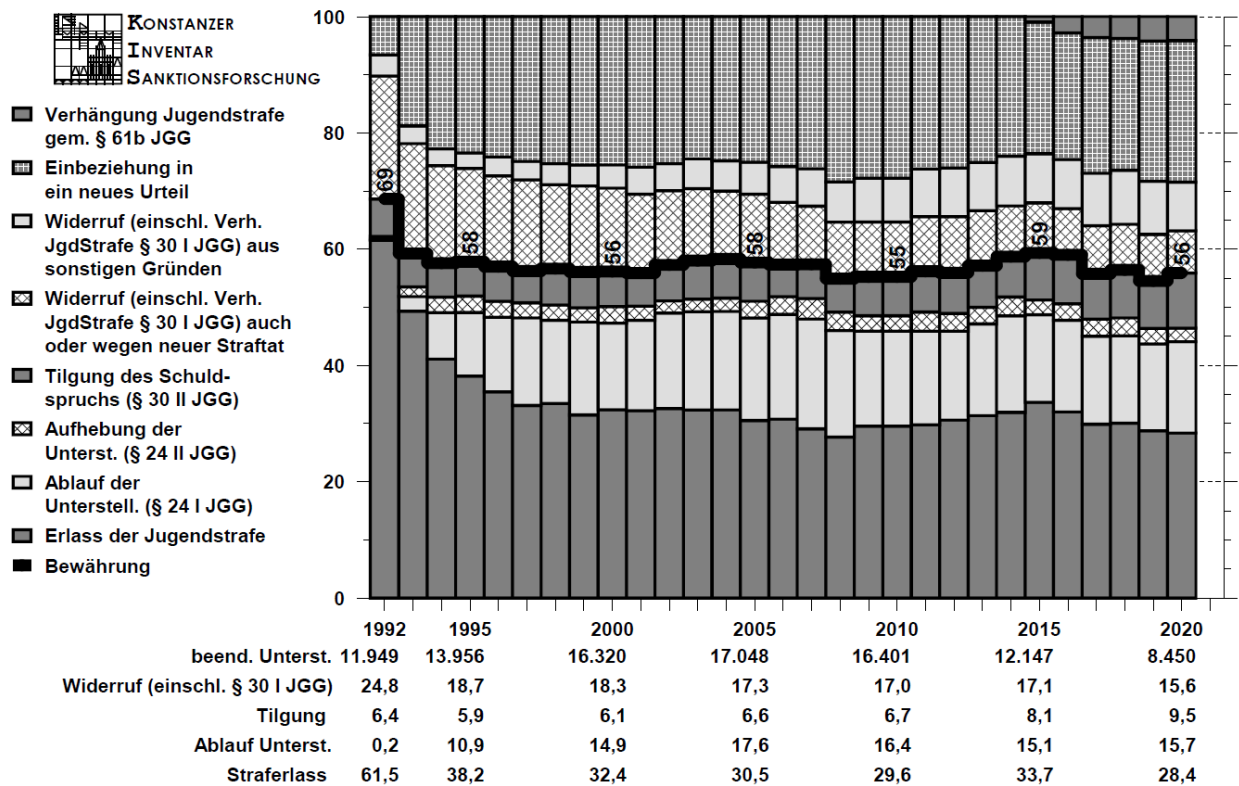 KONSTANZER
INVENTAR
SANKTIONSFORSCHUNG
Verhängung Jugendstrafe
gem. § 61b JGG
Einbeziehung in
ein neues Urteil
Widerruf (einschl. Verh.
JgdStrafe § 30 I JGG) aus
sonstigen Gründen
Widerruf (einschl. Verh.
JgdStrafe § 30 I JGG) auch
oder wegen neuer Straftat
Tilgung des Schuld-
spruchs (§ 30 II JGG)
Aufhebung der
Unterst. (§ 24 II JGG)
Ablauf der
Unterstell. (§ 24 I JGG)
Erlass der Jugendstrafe
Bewährung
100
80
60
40
20
0
69
58
56
58
55
59
56
1992 1995 2000 2005 2010 2015 2020
beend. Unterst. 11.949 13.956 16.320 17.048 16.401 12.147 8.450
Widerruf (einschl. § 30 I JGG) 24,8 18,7 18,3 17,3 17,0 17,1 15,6
Tilgung 6,4 5,9 6,1 6,6 6,7 8,1 9,5
Ablauf Unterst. 0,2 10,9 14,9 17,6 16,4 15,1 15,7
Straferlass 61,5 38,2 32,4 30,5 29,6 33,7 28,4